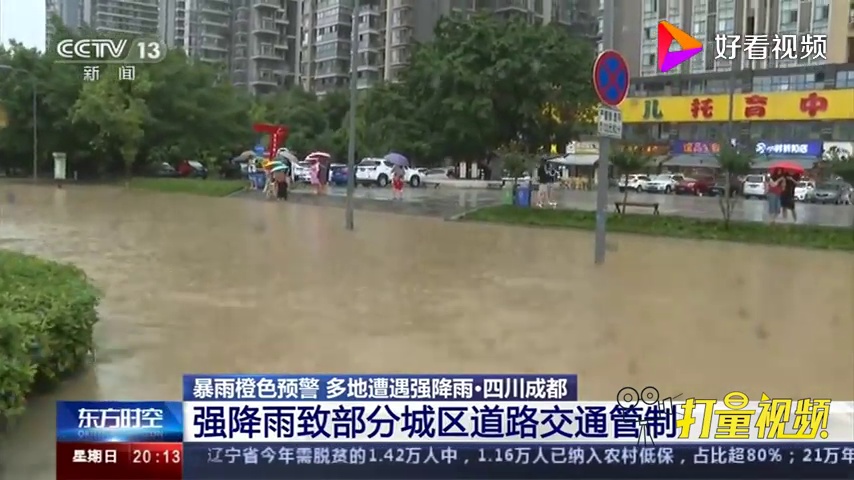 CCTV 13
新闻
好看视频
儿托育中
暴雨橙色预警 多地遭遇强降雨·四川成都
东方时空
强降雨致部分城区道路交通管制
打量视频
星期日 20:13
辽宁省今年需脱贫的1.42万人中，1.16万人已纳入农村低保，占比超80%；21万年